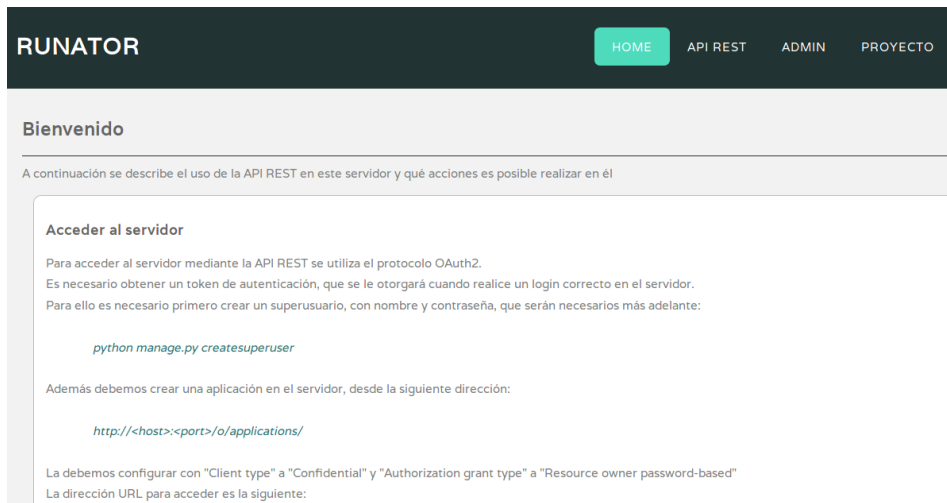 RUNATOR
HOME API REST ADMIN PROYECTO
Bienvenido
A continuación se describe el uso de la API REST en este servidor y qué acciones es posible realizar en él
Acceder al servidor
Para acceder al servidor mediante la API REST se utiliza el protocolo OAuth2.
Es necesario obtener un token de autenticación, que se le otorgará cuando realice un login correcto en el servidor.
Para ello es necesario primero crear un superusuario, con nombre y contraseña, que serán necesarios más adelante:
python manage.py createsuperuser
Además debemos crear una aplicación en el servidor, desde la siguiente dirección:
http://<host>:<port>/o/applications/
La debemos configurar con "Client type" a "Confidential" y "Authorization grant type" a "Resource owner password-based"
La dirección URL para acceder es la siguiente: